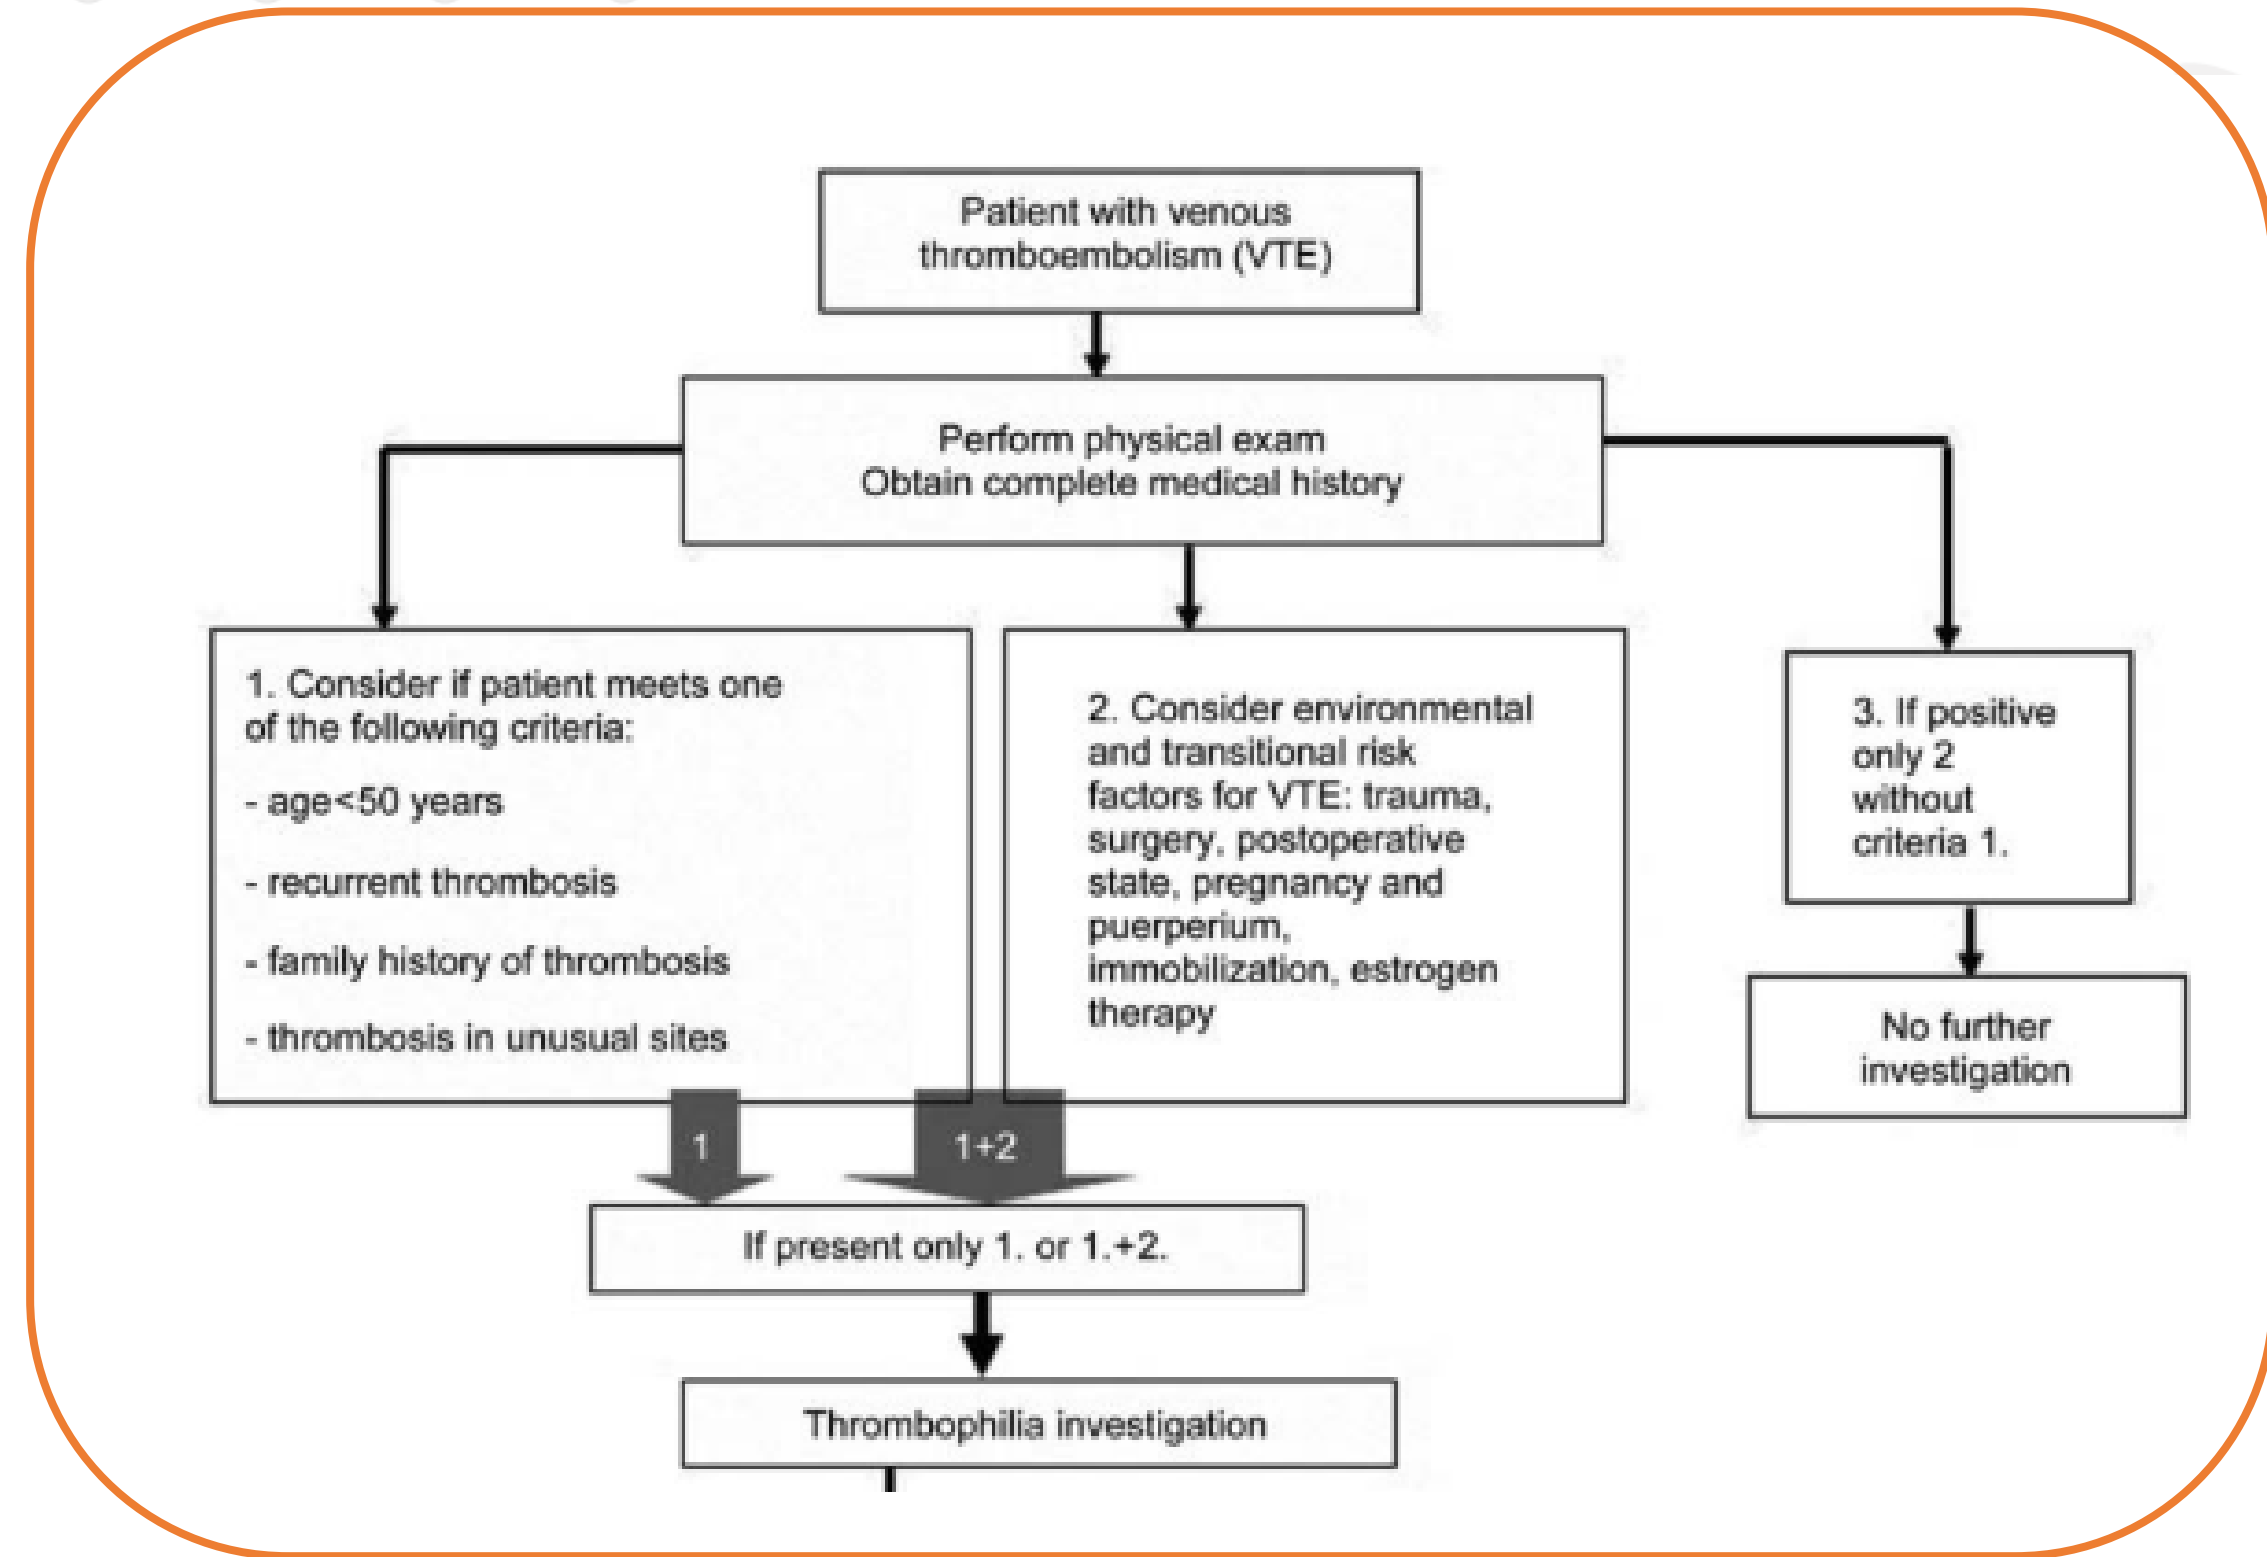 Patient with venous
thromboembolism (VTE)
Perform physical exam
Obtain complete medical history
1. Consider if patient meets one
of the following criteria:
- age<50 years
- recurrent thrombosis
- family history of thrombosis
- thrombosis in unusual sites
2. Consider environmental
and transitional risk
factors for VTE: trauma,
surgery, postoperative
state, pregnancy and
puerperium,
immobilization, estrogen
therapy
3. If positive
only 2
without
criteria 1.
No further
investigation
1
1+2
If present only 1. or 1.+2.
Thrombophilia investigation